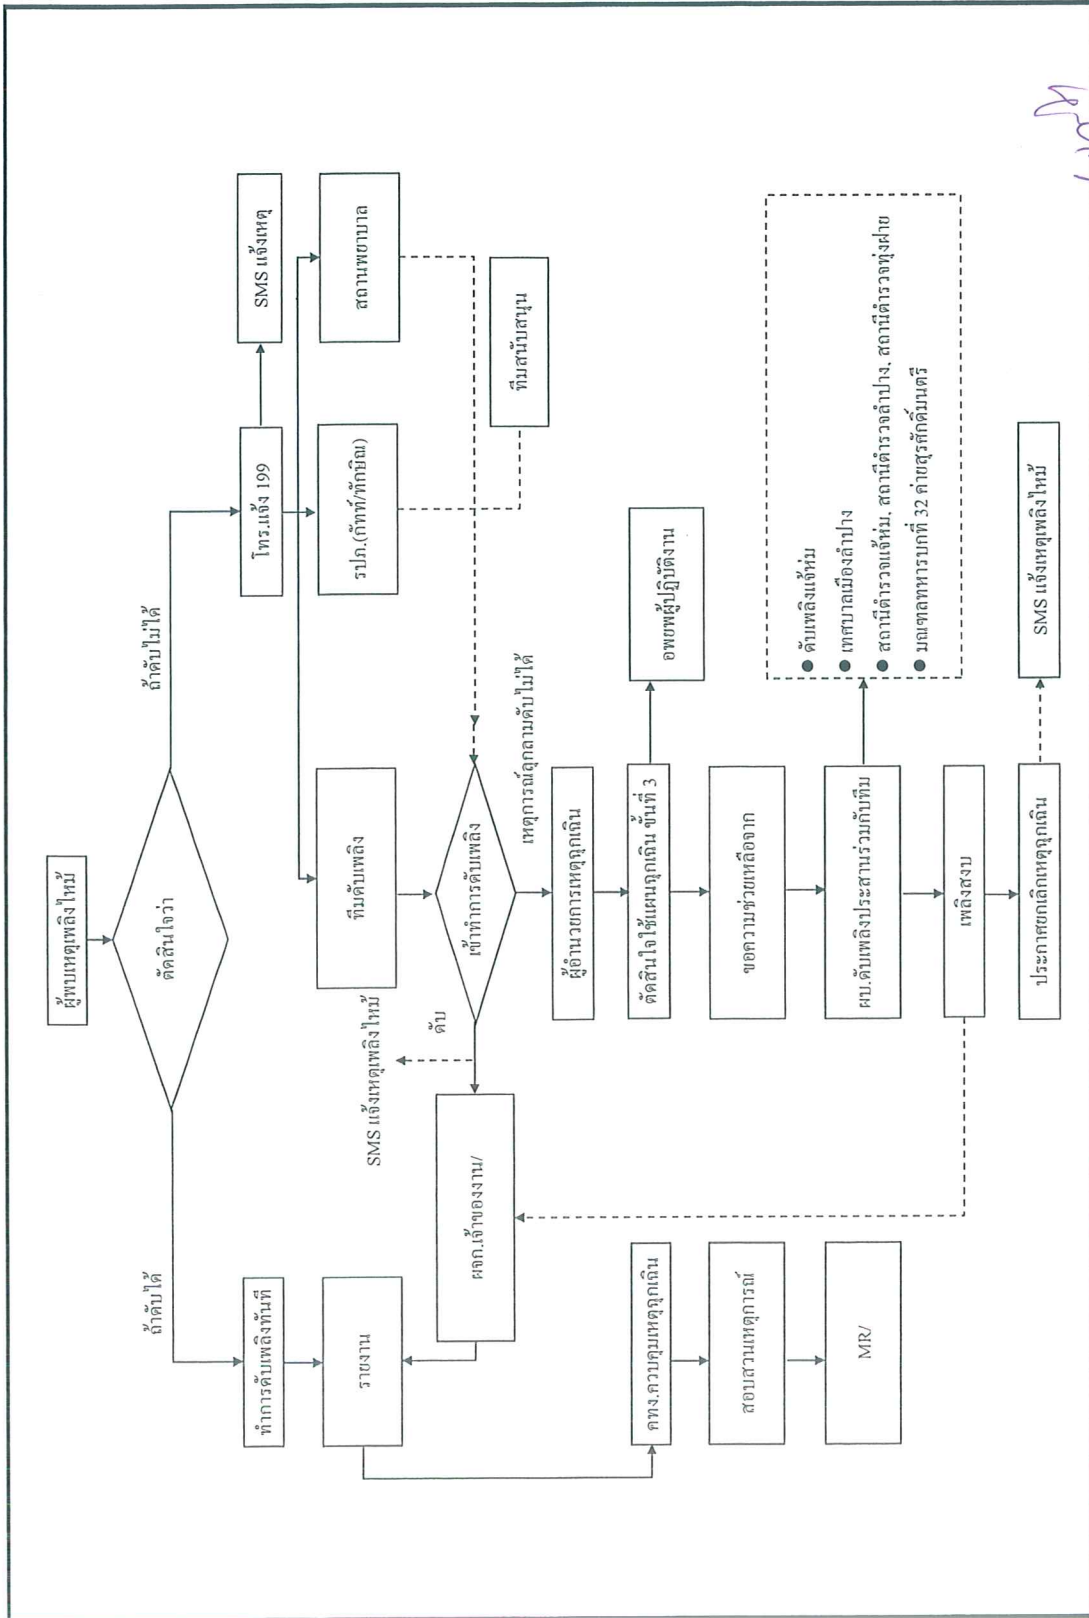 ผู้พบเหตุเพลิงไหม้
ตัดสินใจว่า
ถ้าดับได้
ถ้าดับไม่ได้
ทำการดับเพลิงทันที
โทร.แจ้ง 199
SMS แจ้งเหตุ
รายงาน
ทีมดับเพลิง
รปภ.(ภัทท์/ทักษิณ)
สถานพยาบาล
SMS แจ้งเหตุเพลิงไหม้
ดับ
ผจก.เจ้าของงาน/
เข้าทำการดับเพลิง
ทีมสนับสนุน
เหตุการณ์ลุกลามดับไม่ได้
ผู้อำนวยการเหตุฉุกเฉิน
คทง.ควบคุมเหตุฉุกเฉิน
ตัดสินใจใช้แผนฉุกเฉิน ขั้นที่ 3
อพยพผู้ปฏิบัติงาน
สอบสวนเหตุการณ์
ขอความช่วยเหลือจาก
MR/
ผบ.ดับเพลิงประสานร่วมกับทีม
● ดับเพลิงแจ้ห่ม
● เทศบาลเมืองลำปาง
● สถานีตำรวจแจ้ห่ม, สถานีตำรวจลำปาง, สถานีตำรวจทุ่งฝาย
● มณฑลทหารบกที่ 32 ค่ายสุรศักดิ์มนตรี
เพลิงสงบ
ประกาศยกเลิกเหตุฉุกเฉิน
SMS แจ้งเหตุเพลิงไหม้